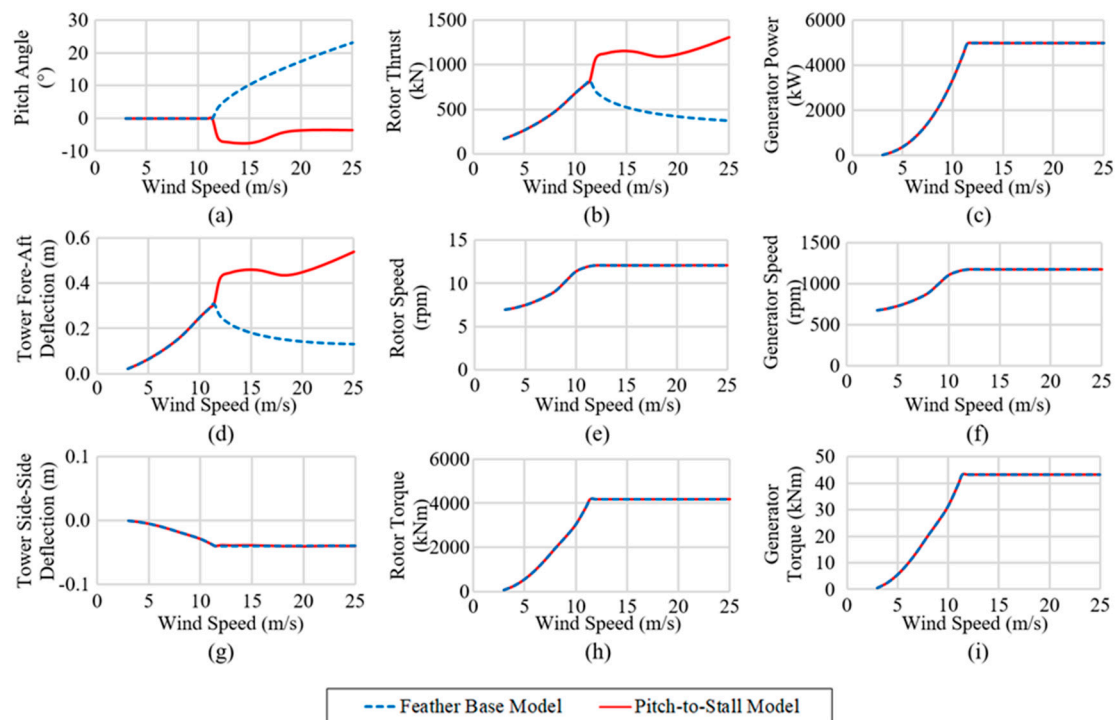 Pitch Angle
(°)
30
20
10
0
-10
0 5 10 15 20 25
Wind Speed (m/s)
(a)
Rotor Thrust
(kN)
1500
1000
500
0
0 5 10 15 20 25
Wind Speed (m/s)
(b)
Generator Power
(kW)
6000
4000
2000
0
0 5 10 15 20 25
Wind Speed (m/s)
(c)
Tower Fore-Aft
Deflection (m)
0.6
0.4
0.2
0.0
0 5 10 15 20 25
Wind Speed (m/s)
(d)
Rotor Speed
(rpm)
15
10
5
0
0 5 10 15 20 25
Wind Speed (m/s)
(e)
Generator Speed
(rpm)
1500
1000
500
0
0 5 10 15 20 25
Wind Speed (m/s)
(f)
Tower Side-Side
Deflection (m)
0.1
0.0
-0.1
0 5 10 15 20 25
Wind Speed (m/s)
(g)
Rotor Torque
(kNm)
6000
4000
2000
0
0 5 10 15 20 25
Wind Speed (m/s)
(h)
Generator
Torque (kNm)
50
40
30
20
10
0
0 5 10 15 20 25
Wind Speed (m/s)
(i)
Feather Base Model Pitch-to-Stall Model